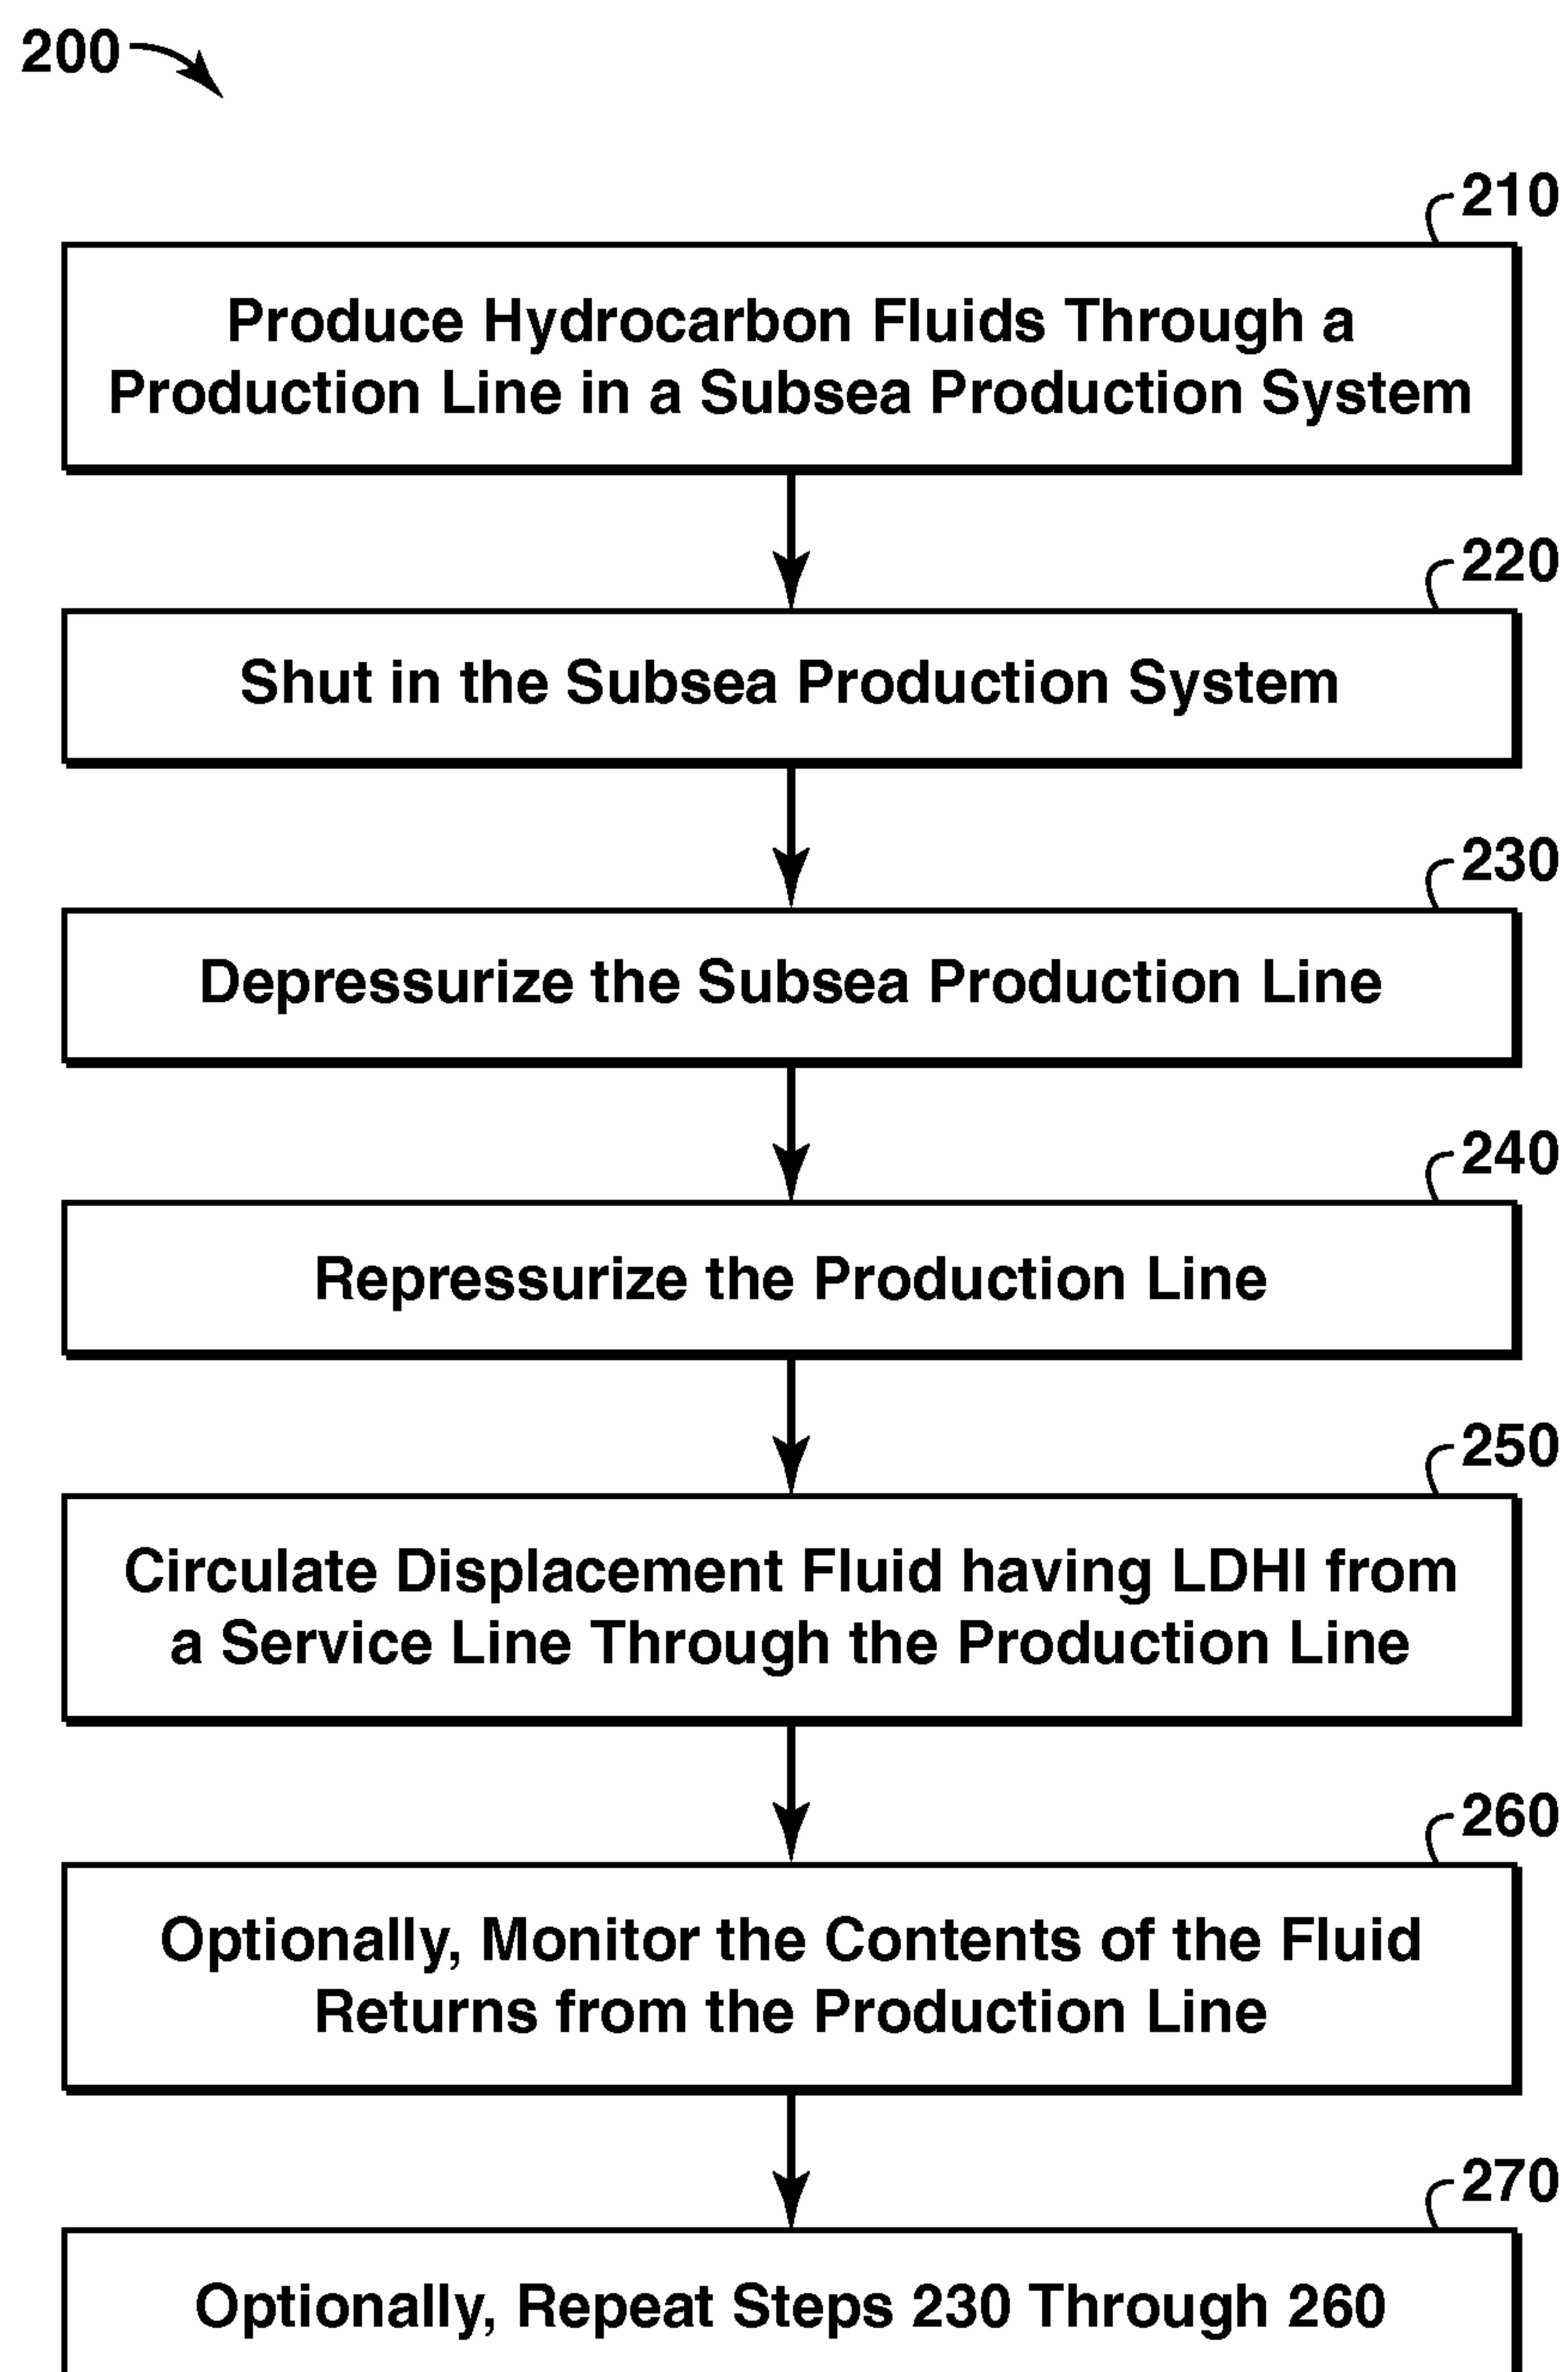 200
210
Produce Hydrocarbon Fluids Through a
Production Line in a Subsea Production System
220
Shut in the Subsea Production System
230
Depressurize the Subsea Production Line
240
Repressurize the Production Line
250
Circulate Displacement Fluid having LDHI from
a Service Line Through the Production Line
260
Optionally, Monitor the Contents of the Fluid
Returns from the Production Line
270
Optionally, Repeat Steps 230 Through 260